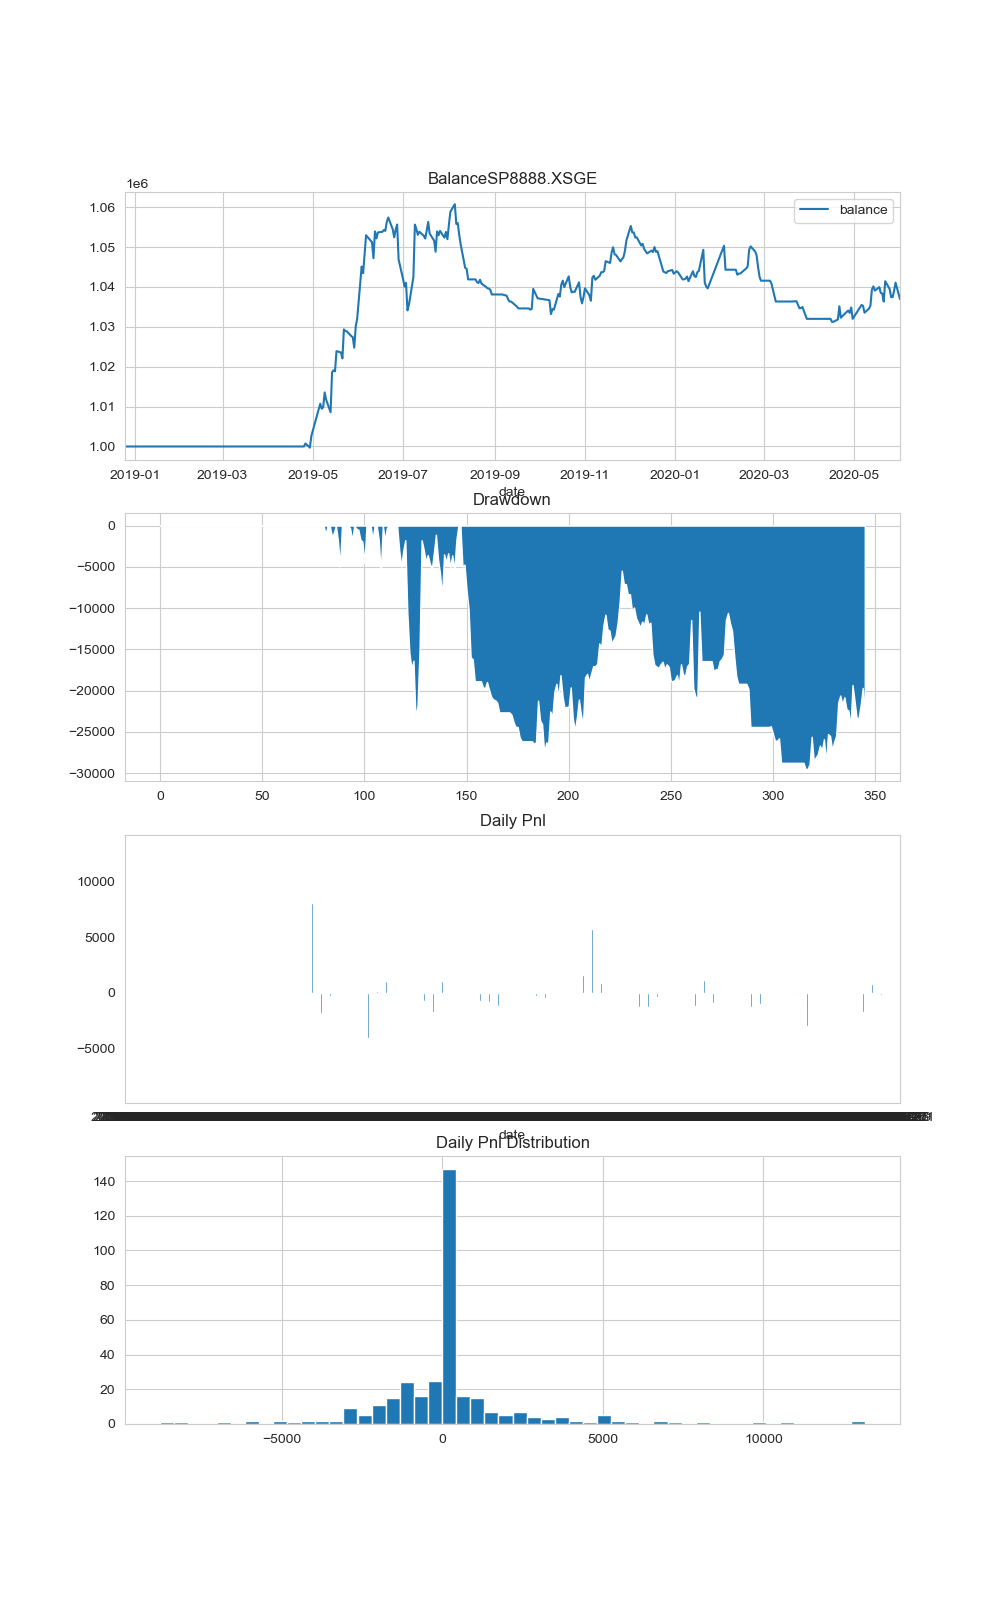 BalanceSP8888.XSGE
1e6
balance
1.06
1.05
1.04
1.03
1.02
1.01
1.00
2019-01 2019-03 2019-05 2019-07 2019-09 2019-11 2020-01 2020-03 2020-05
date
Drawdown
0
−5000
−10000
−15000
−20000
−25000
−30000
0 50 100 150 200 250 300 350
Daily Pnl
10000
5000
0
−5000
date
Daily Pnl Distribution
140
120
100
80
60
40
20
0
−5000 0 5000 10000